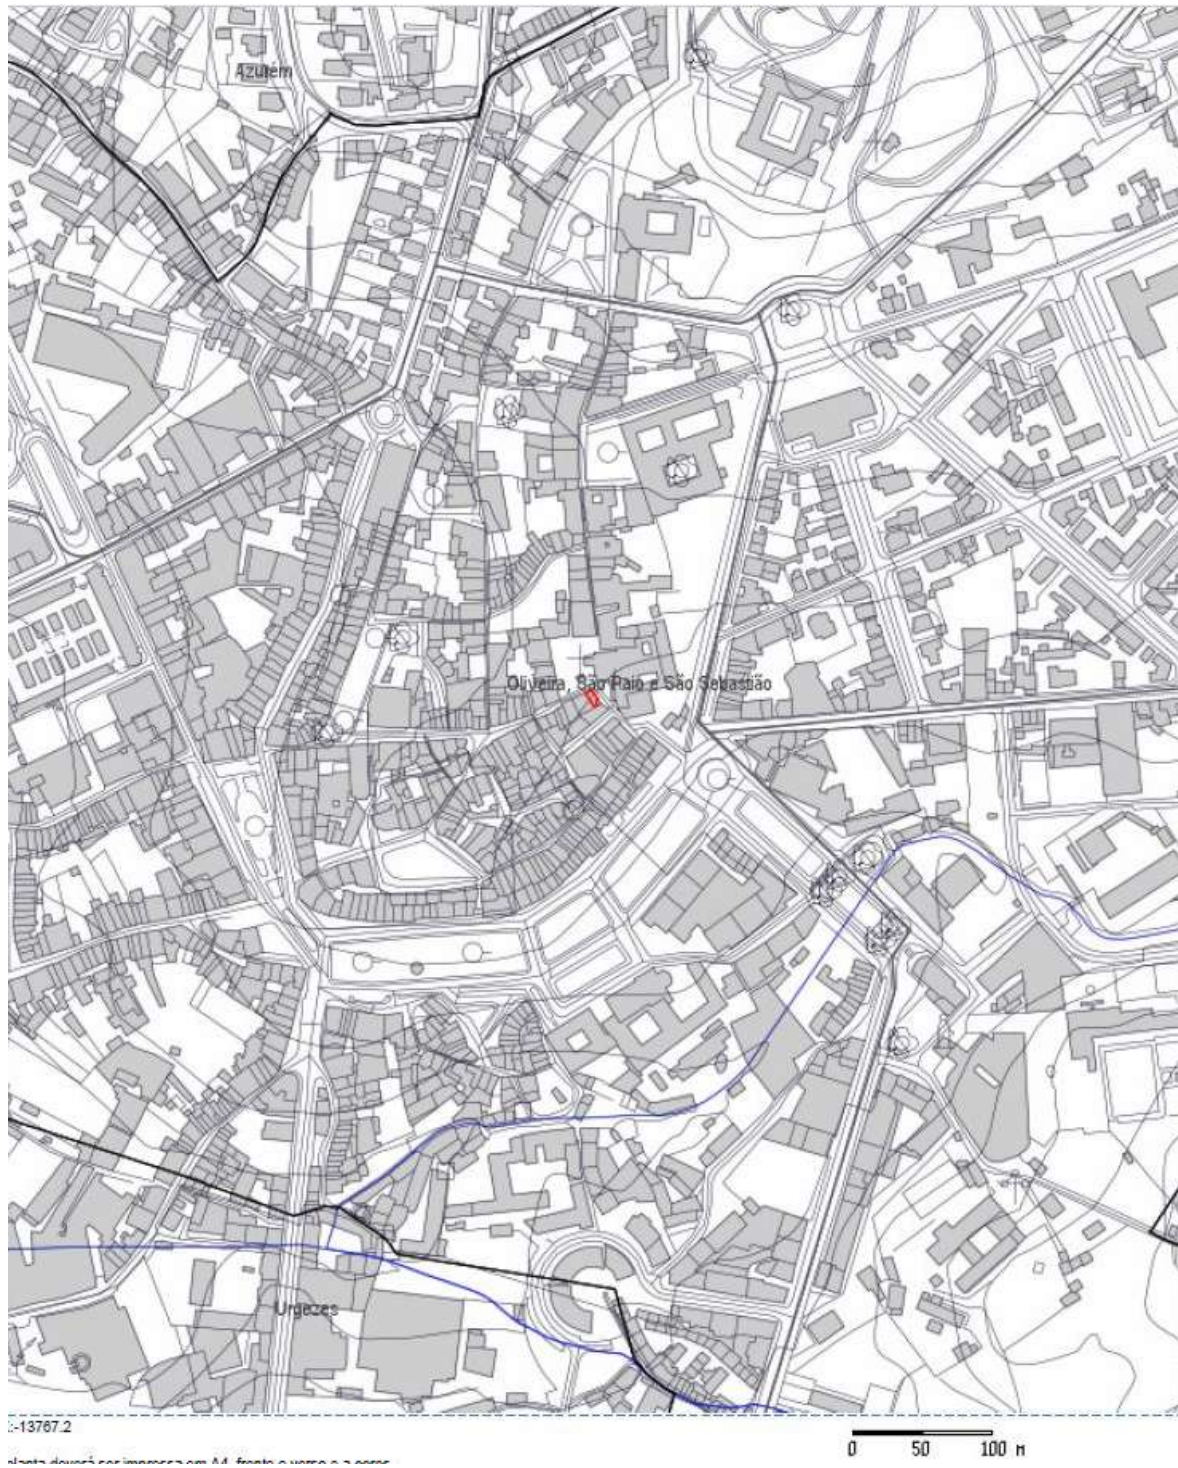 Azurém
Oliveira, São Paio e São Sebastião
Urgezes
:-13767.2
0 50 100 M
planta deverá ser impressa em A4, frente e verso e a cores